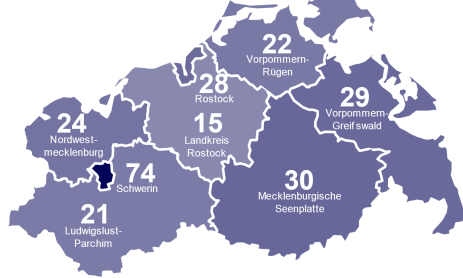 22
Vorpommern-
Rügen
28
Rostock
29
Vorpommern-
Greifswald
24
Nordwest-
mecklenburg
15
Landkreis
Rostock
74
Schwerin
30
Mecklenburgische
Seenplatte
21
Ludwigslust-
Parchim